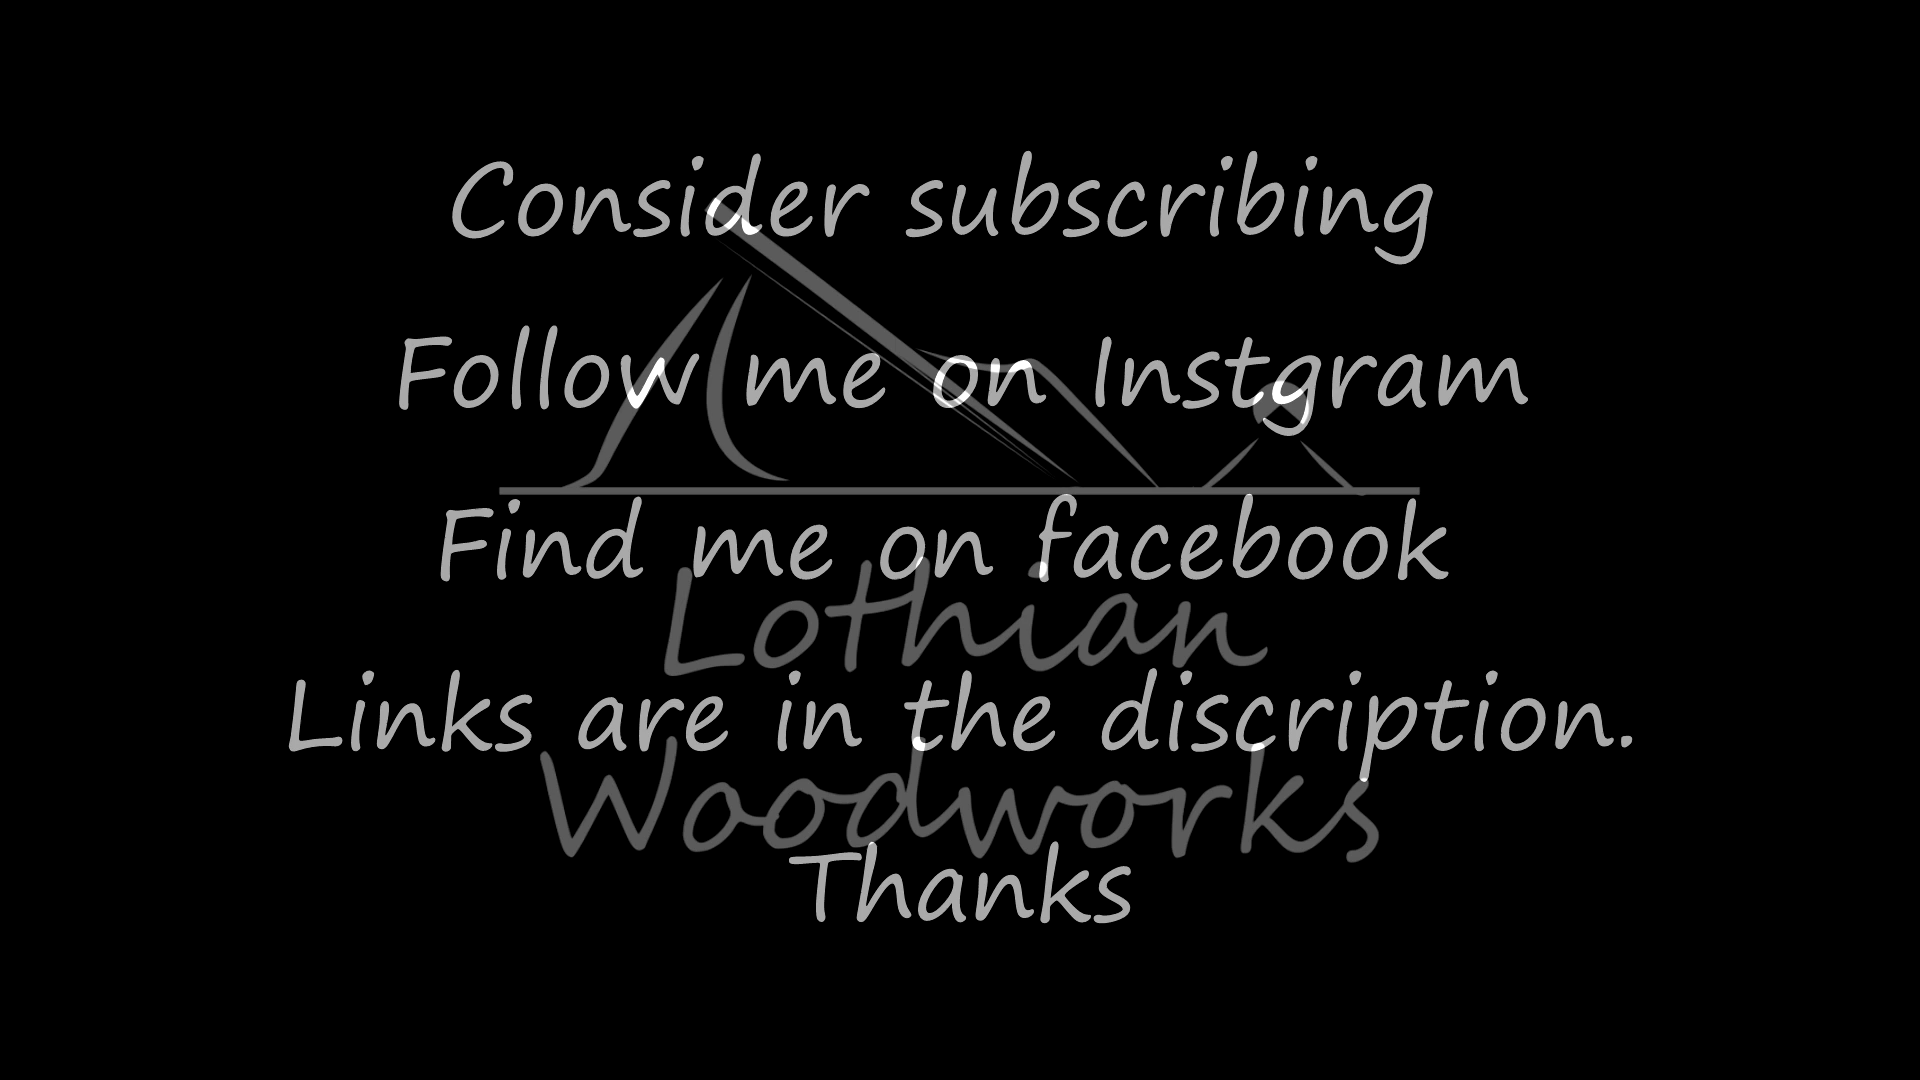 Consider subscribing
Follow me on Instgram
Find me on facebook
Lothian
Links are in the discription.
Woodworks
Thanks